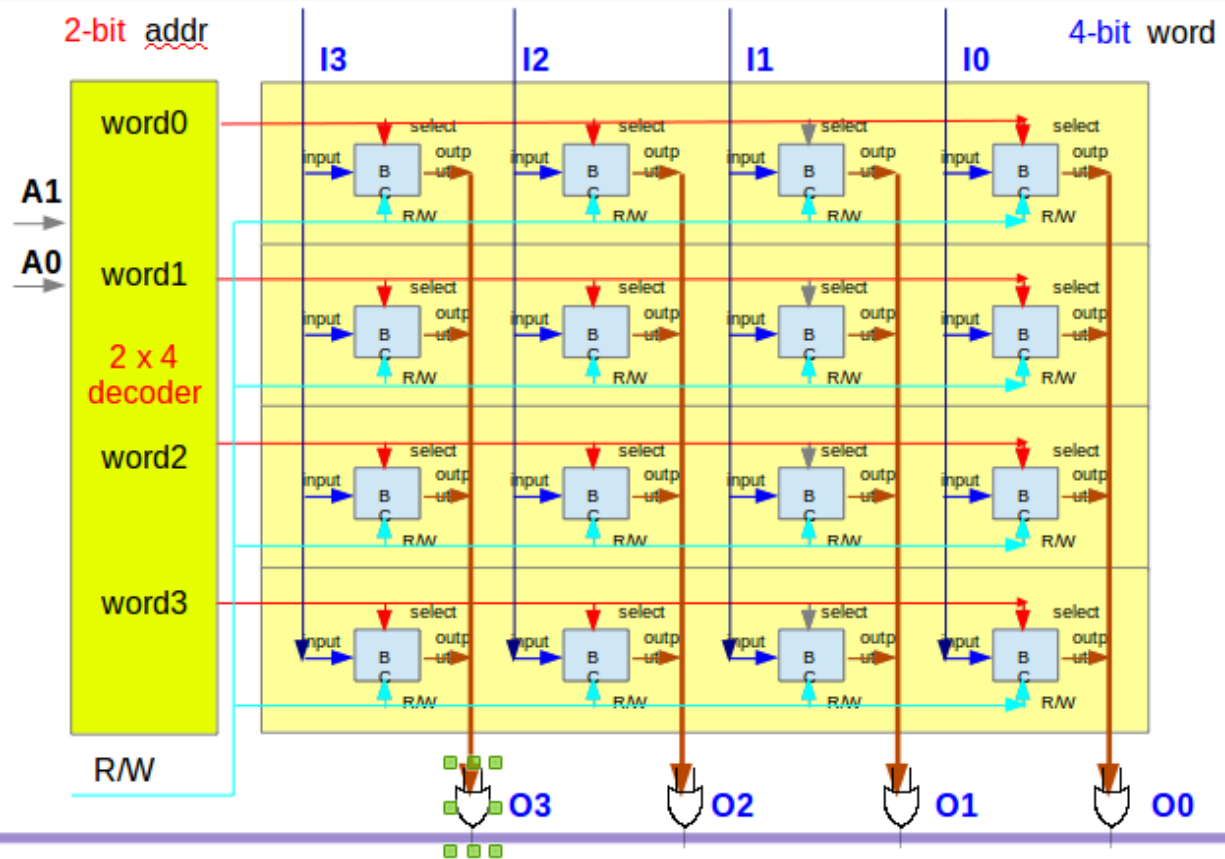 2-bit addr
4-bit word
I3 I2 I1 I0
word0
select select select select
input outp input outp input outp input outp
B ut B ut B ut B ut
C C C C
A1
R/W R/W R/W R/W
A0
word1
select select select select
input outp input outp input outp input outp
B ut B ut B ut B ut
2 x 4
C C C C
R/W R/W R/W R/W
decoder
word2
select select select select
input outp input outp input outp input outp
B ut B ut B ut B ut
C C C C
R/W R/W R/W R/W
word3
select select select select
input outp input outp input outp input outp
B ut B ut B ut B ut
C C C C
R/W R/W R/W R/W
R/W
O3 O2 O1 O0